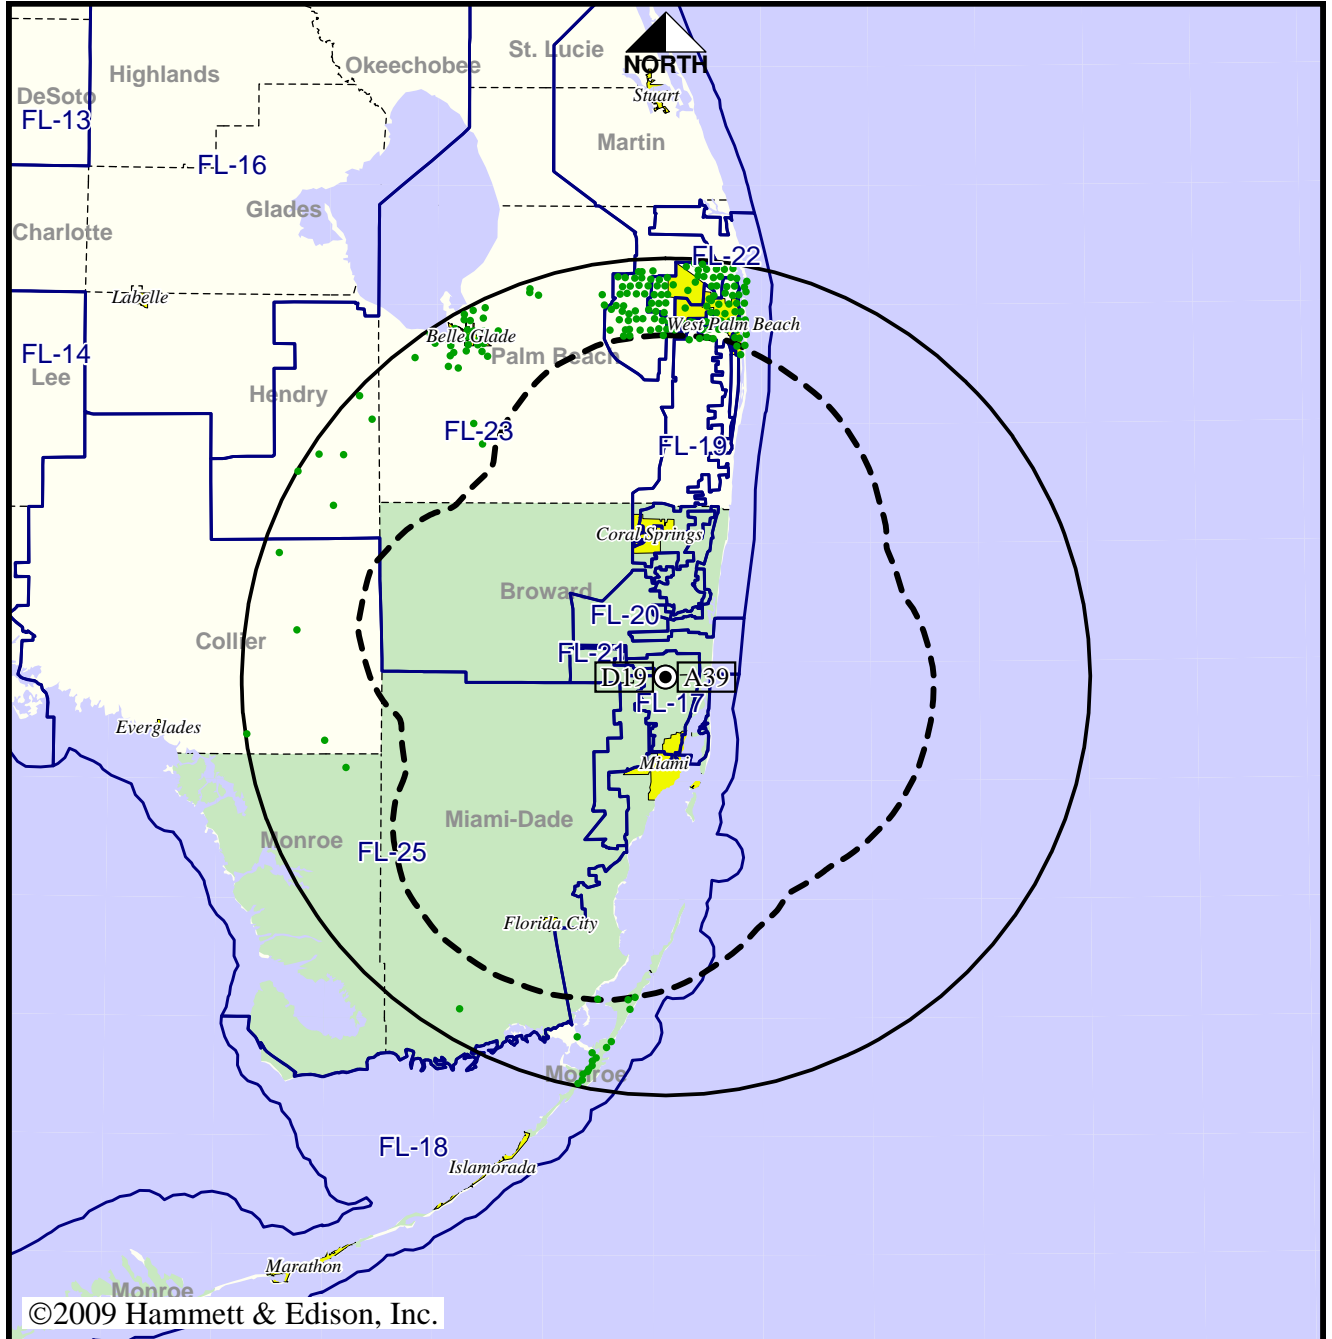 St. Lucie
Okeechobee
Highlands
NORTH
DeSoto
Stuart
FL-13
Martin
FL-16
Glades
Charlotte
FL-22
Labelle
West Palm Beach
Belle Glade
FL-14
Palm Beach
Lee
Hendry
FL-23
FL-19
Coral Springs
Broward
FL-20
Collier
FL-21
D19 A39
FL-17
Everglades
Miami
Miami-Dade
Monroe
FL-25
Florida City
Monroe
FL-18
Islamorada
Marathon
Monroe
©2009 Hammett & Edison, Inc.